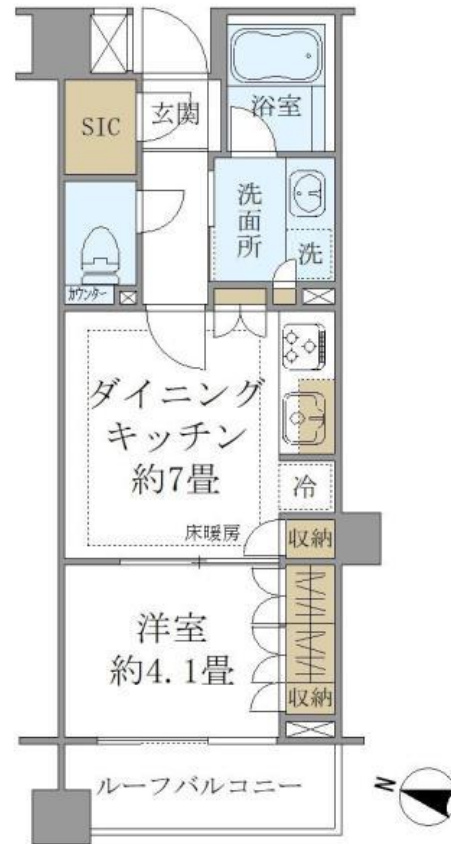 SIC
玄関
浴室
洗面所
洗
カウンター
ダイニング
キッチン
約7畳
冷
床暖房
収納
洋室
約4.1畳
収納
ルーフバルコニー
N